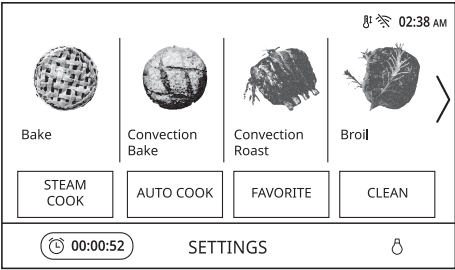 02:38 AM
Bake
Convection
Bake
Convection
Roast
Broil
STEAM
COOK
AUTO COOK
FAVORITE
CLEAN
00:00:52
SETTINGS